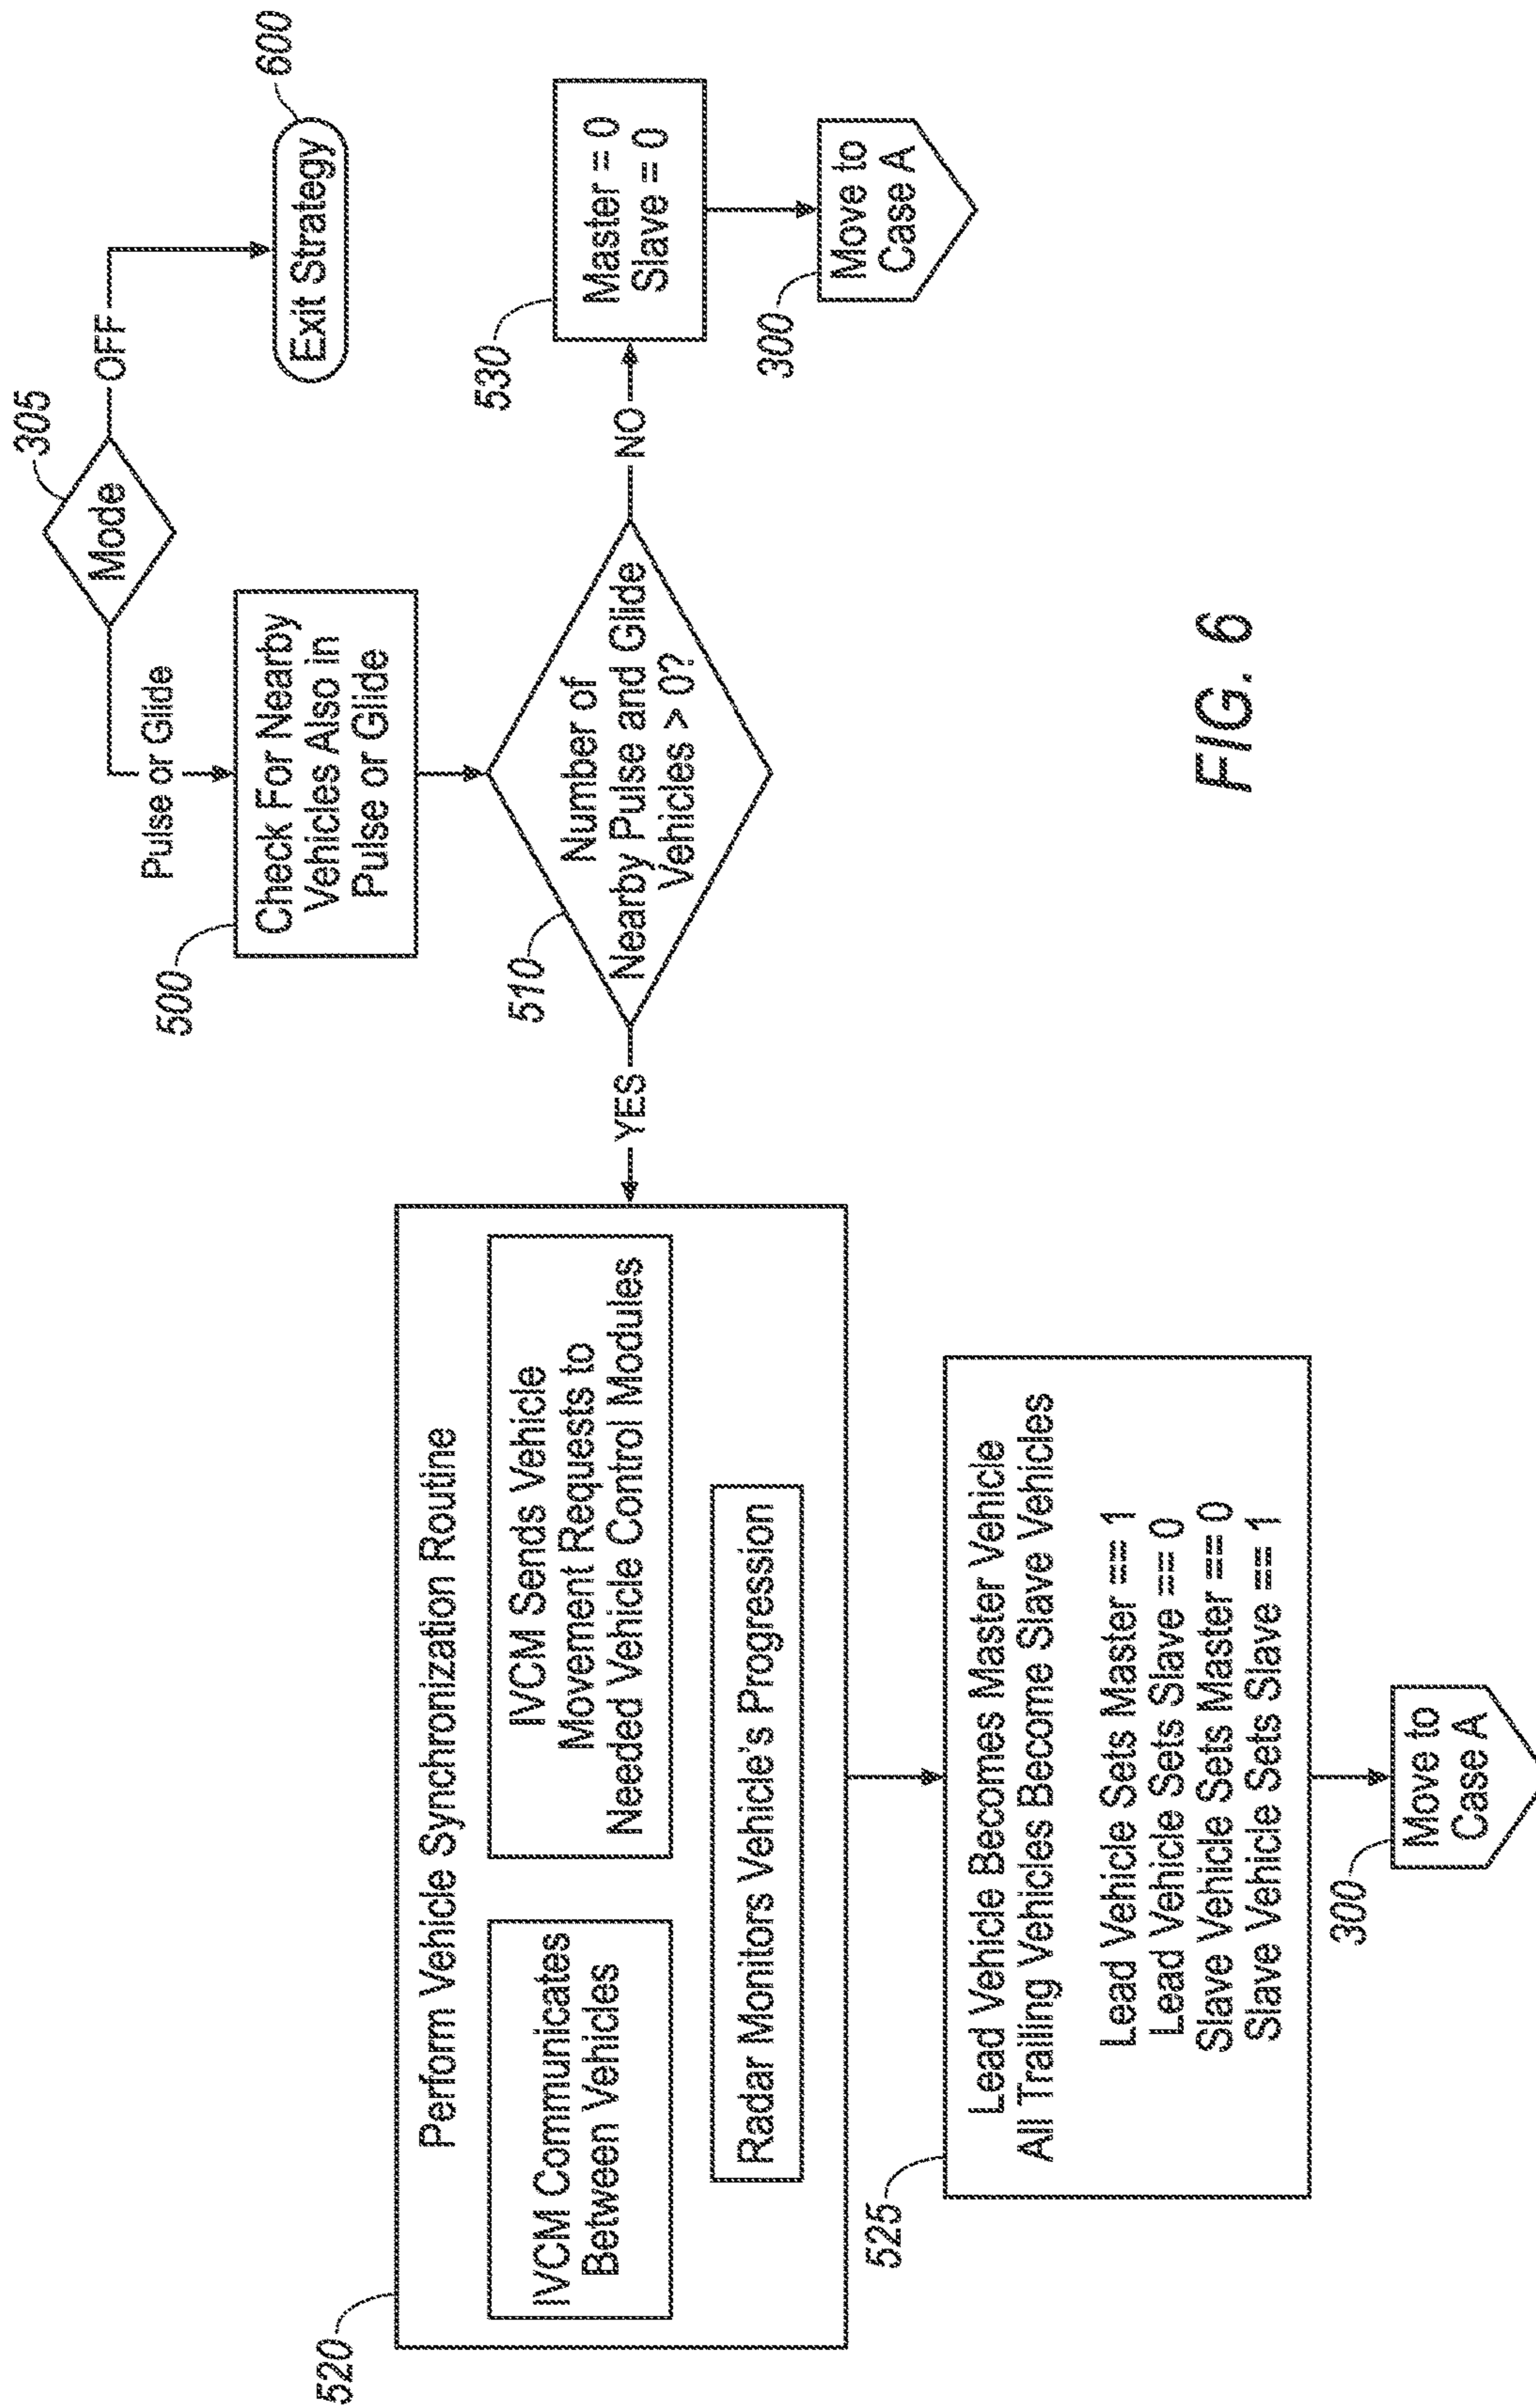 305
Mode
OFF
600
Exit Strategy
Pulse or Glide
500
Check For Nearby
Vehicles Also in
Pulse or Glide
510
Number of
Nearby Pulse and Glide
Vehicles > 0?
NO
530
Master = 0
Slave = 0
300
Move to
Case A
YES
520
Perform Vehicle Synchronization Routine
IVCM Communicates
Between Vehicles
IVCM Sends Vehicle
Movement Requests to
Needed Vehicle Control Modules
Radar Monitors Vehicle's Progression
525
Lead Vehicle Becomes Master Vehicle
All Trailing Vehicles Become Slave Vehicles
Lead Vehicle Sets Master == 1
Lead Vehicle Sets Slave == 0
Slave Vehicle Sets Master == 0
Slave Vehicle Sets Slave == 1
300
Move to
Case A
FIG. 6